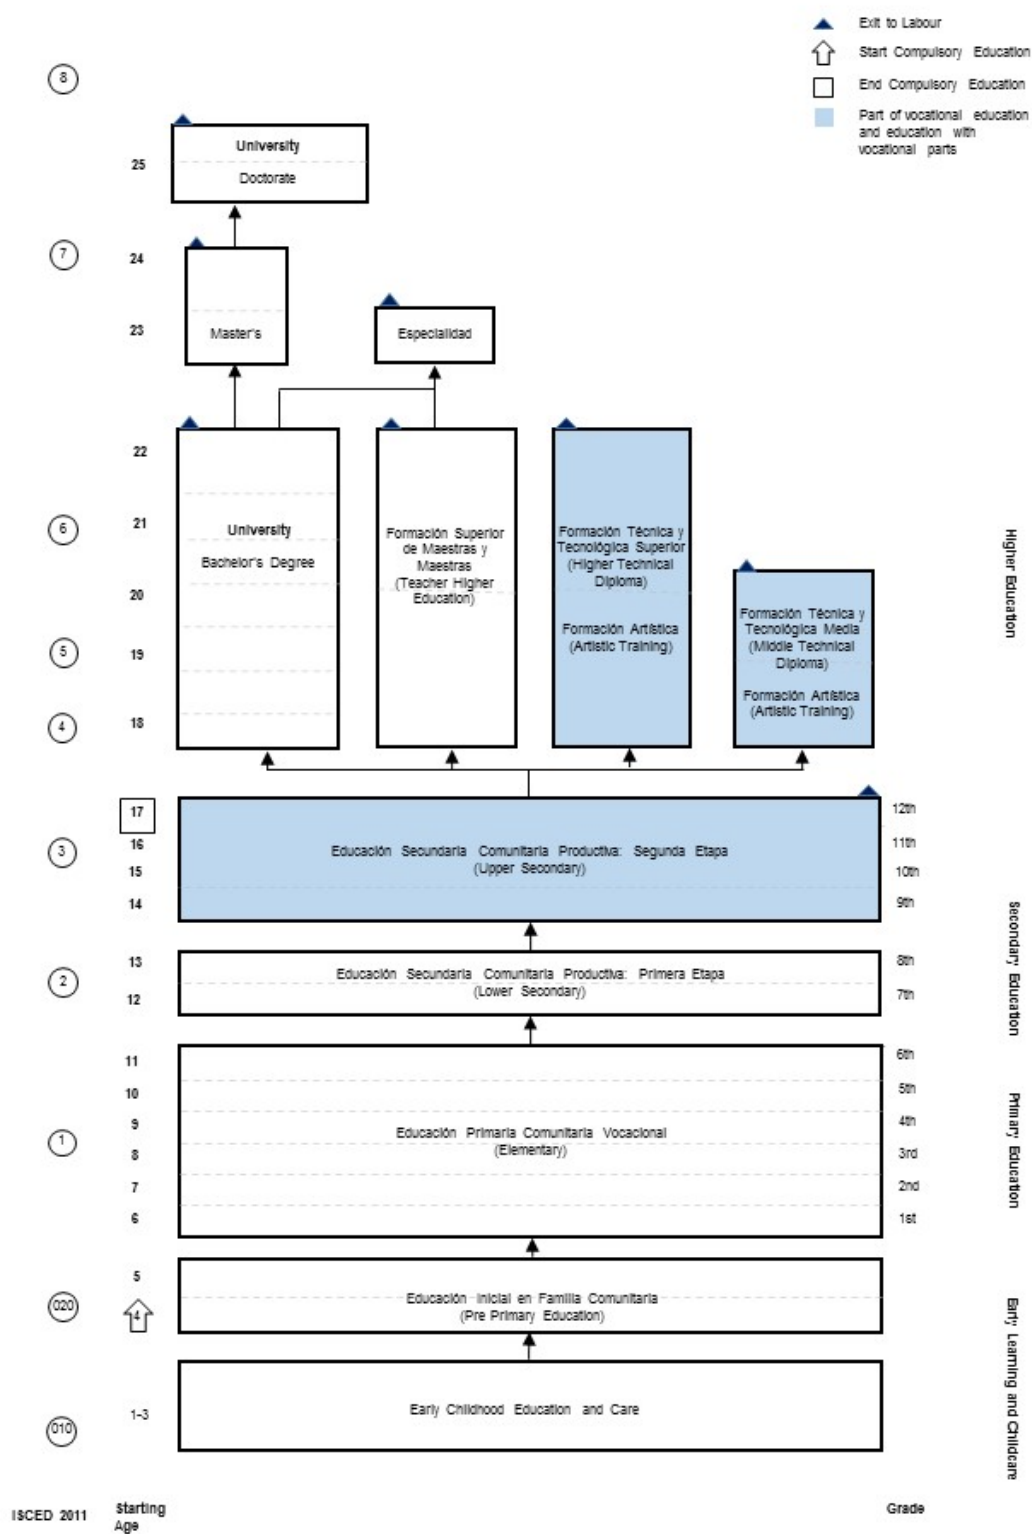 Exit to Labour
Start Compulsory Education
End Compulsory Education
Part of vocational education
and education with
vocational parts
8
25
University
Doctorate
7
24
23
Master's
Especialidad
22
6
21
20
5
19
4
18
University
Bachelor's Degree
Formación Superior
de Maestras y
Maestras
(Teacher Higher
Education)
Formación Técnica y
Tecnológica Superior
(Higher Technical
Diploma)
Formación Artística
(Artistic Training)
Formación Técnica y
Tecnológica Media
(Middle Technical
Diploma)
Formación Artística
(Artistic Training)
Higher Education
17
3
16
15
14
Educación Secundaria Comunitaria Productiva: Segunda Etapa
(Upper Secondary)
12th
11th
10th
9th
13
2
12
Educación Secundaria Comunitaria Productiva: Primera Etapa
(Lower Secondary)
8th
7th
Secondary Education
11
10
9
1
8
7
6
Educación Primaria Comunitaria Vocacional
(Elementary)
6th
5th
4th
3rd
2nd
1st
Primary Education
5
020
4
Educación Inicial en Familia Comunitaria
(Pre Primary Education)
1-3
010
Early Childhood Education and Care
Early Learning and Childcare
ISCED 2011
Starting
Age
Grade